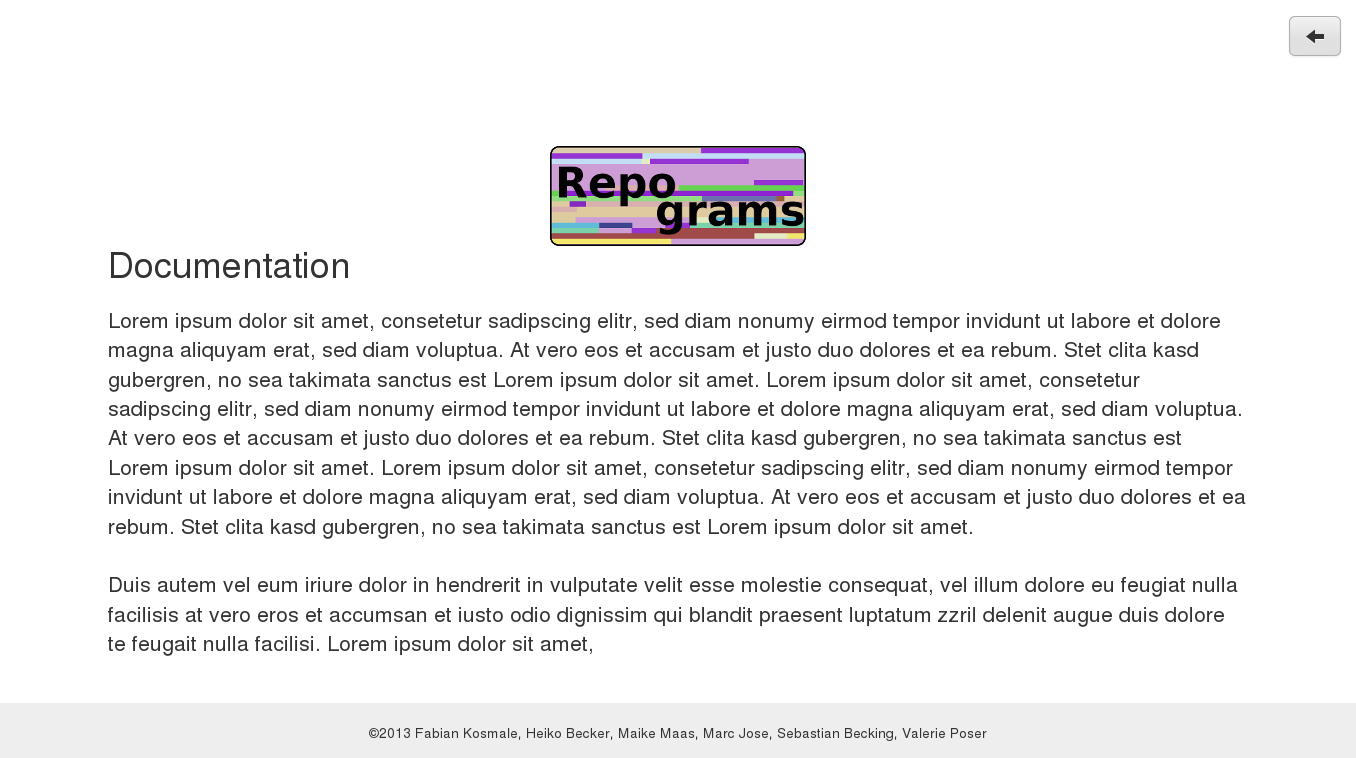 Repo
grams
Documentation
Lorem ipsum dolor sit amet, consetetur sadipscing elitr, sed diam nonumy eirmod tempor invidunt ut labore et dolore
magna aliquyam erat, sed diam voluptua. At vero eos et accusam et justo duo dolores et ea rebum. Stet clita kasd
gubergren, no sea takimata sanctus est Lorem ipsum dolor sit amet. Lorem ipsum dolor sit amet, consetetur
sadipscing elitr, sed diam nonumy eirmod tempor invidunt ut labore et dolore magna aliquyam erat, sed diam voluptua.
At vero eos et accusam et justo duo dolores et ea rebum. Stet clita kasd gubergren, no sea takimata sanctus est
Lorem ipsum dolor sit amet. Lorem ipsum dolor sit amet, consetetur sadipscing elitr, sed diam nonumy eirmod tempor
invidunt ut labore et dolore magna aliquyam erat, sed diam voluptua. At vero eos et accusam et justo duo dolores et ea
rebum. Stet clita kasd gubergren, no sea takimata sanctus est Lorem ipsum dolor sit amet.
Duis autem vel eum iriure dolor in hendrerit in vulputate velit esse molestie consequat, vel illum dolore eu feugiat nulla
facilisis at vero eros et accumsan et iusto odio dignissim qui blandit praesent luptatum zzril delenit augue duis dolore
te feugait nulla facilisi. Lorem ipsum dolor sit amet,
©2013 Fabian Kosmale, Heiko Becker, Maike Maas, Marc Jose, Sebastian Becking, Valerie Poser